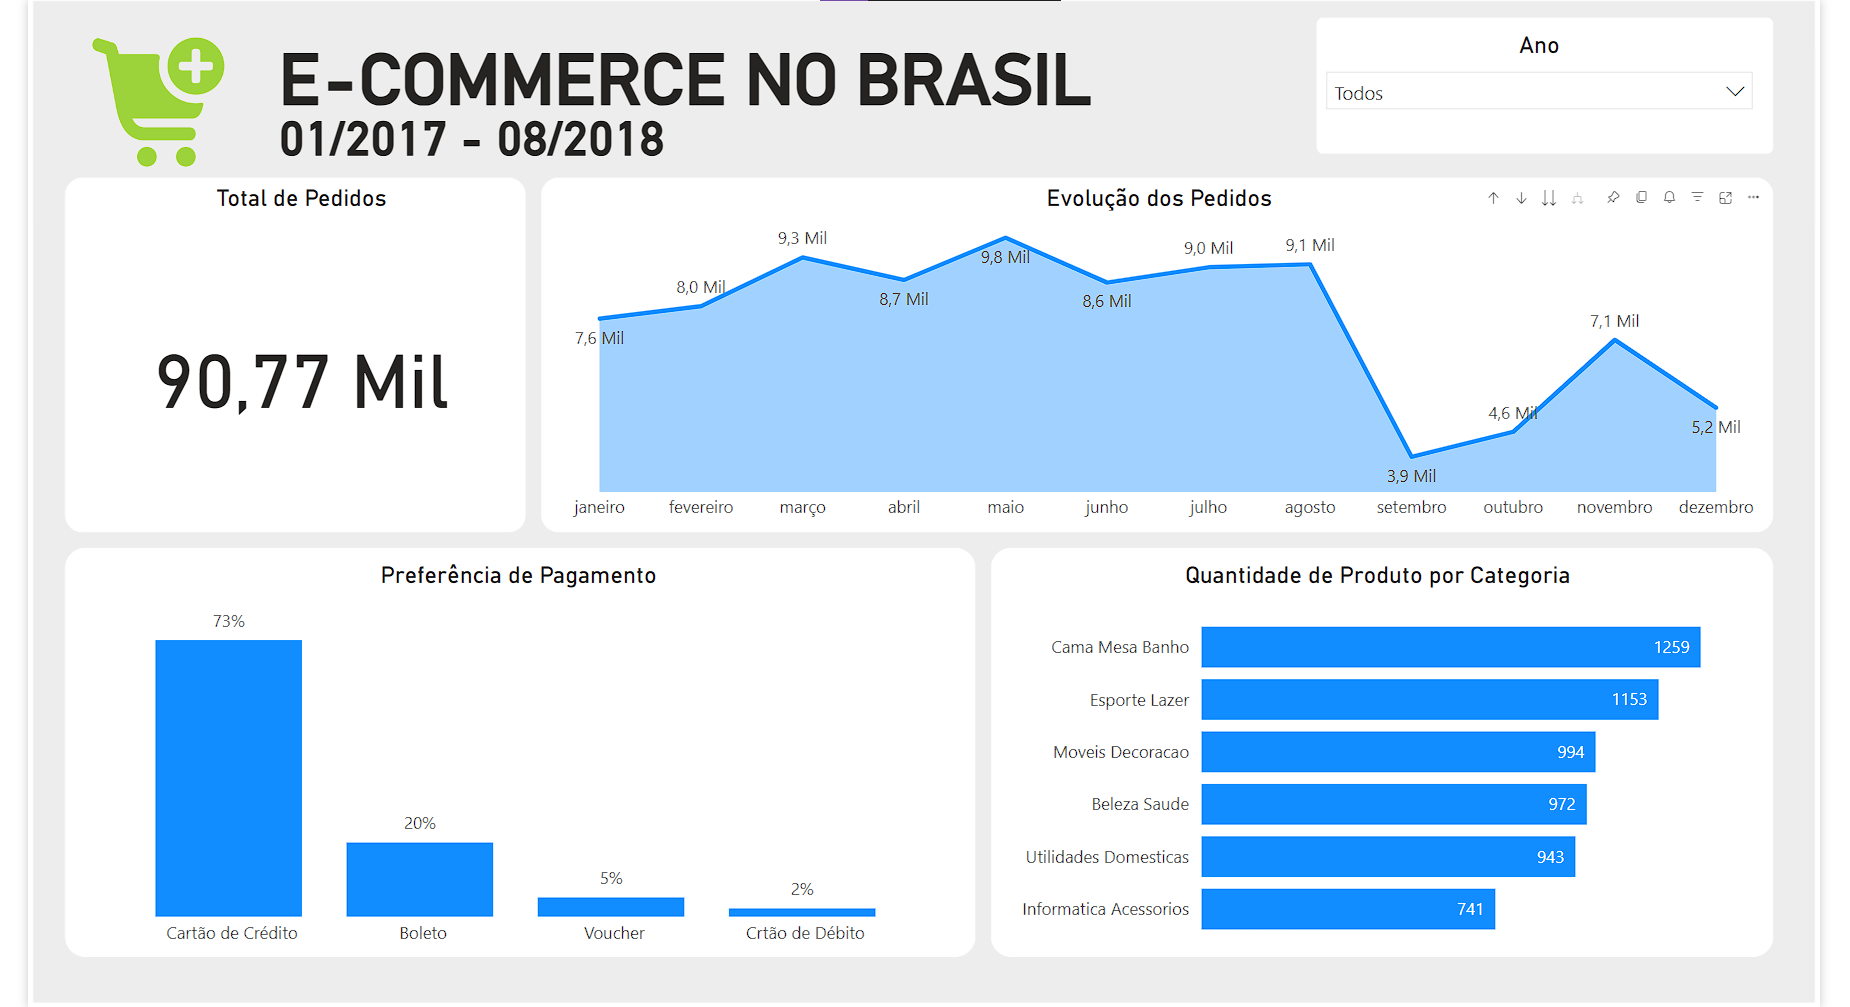 E-COMMERCE NO BRASIL
01/2017 - 08/2018
Ano
Todos
Total de Pedidos
90,77 Mil
Evolução dos Pedidos
7,6 Mil
8,0 Mil
9,3 Mil
8,7 Mil
9,8 Mil
8,6 Mil
9,0 Mil
9,1 Mil
3,9 Mil
4,6 Mil
7,1 Mil
5,2 Mil
janeiro fevereiro março abril maio junho julho agosto setembro outubro novembro dezembro
Preferência de Pagamento
73%
20%
5%
2%
Cartão de Crédito Boleto Voucher Crtão de Débito
Quantidade de Produto por Categoria
Cama Mesa Banho 1259
Esporte Lazer 1153
Moveis Decoracao 994
Beleza Saude 972
Utilidades Domesticas 943
Informatica Acessorios 741